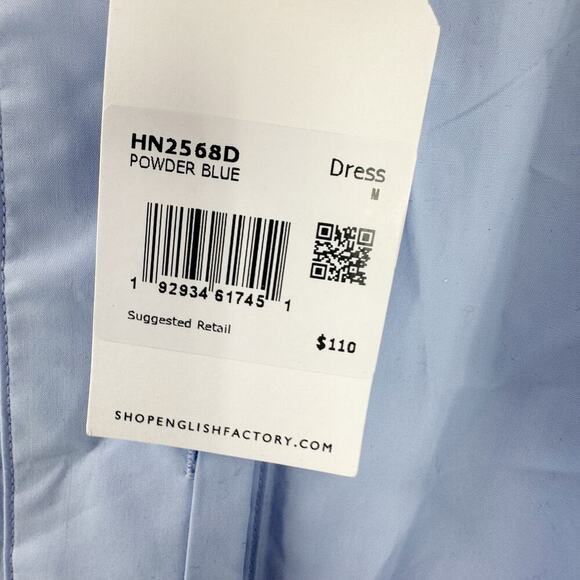 HN2568D
POWDER BLUE
Dress
M
1 92934 61745 1
Suggested Retail
$110
SHOPENGLISHFACTORY.COM